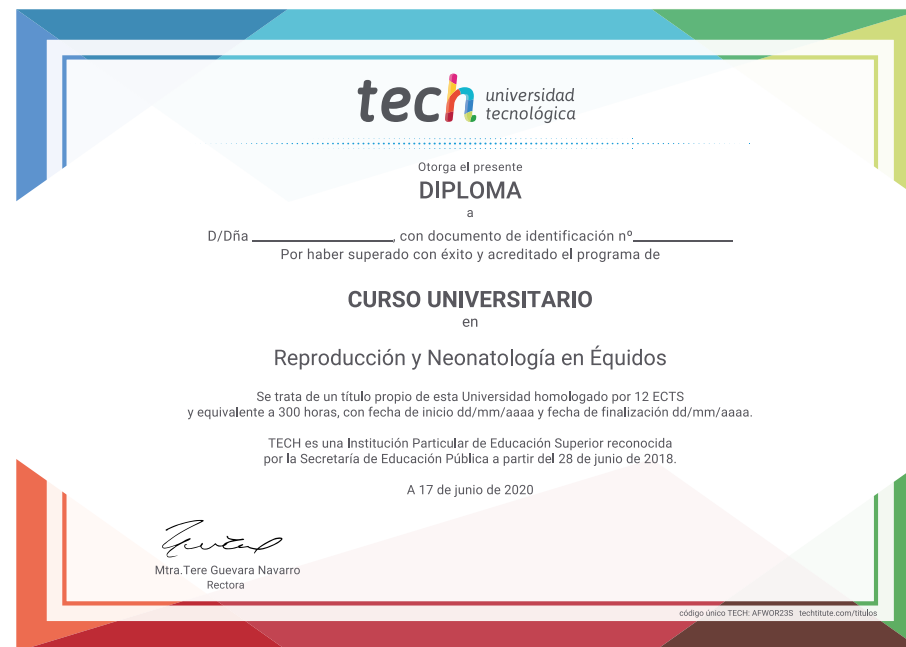 tech universidad
tecnológica
Otorga el presente
DIPLOMA
a
D/Dña ____________, con documento de identificación nº____________
Por haber superado con éxito y acreditado el programa de
CURSO UNIVERSITARIO
en
Reproducción y Neonatología en Équidos
Se trata de un título propio de esta Universidad homologado por 12 ECTS
y equivalente a 300 horas, con fecha de inicio dd/mm/aaaa y fecha de finalización dd/mm/aaaa.
TECH es una Institución Particular de Educación Superior reconocida
por la Secretaría de Educación Pública a partir del 28 de junio de 2018.
A 17 de junio de 2020
Mtra.Tere Guevara Navarro
Rectora
código único TECH: AFWOR23S techtitute.com/titulos